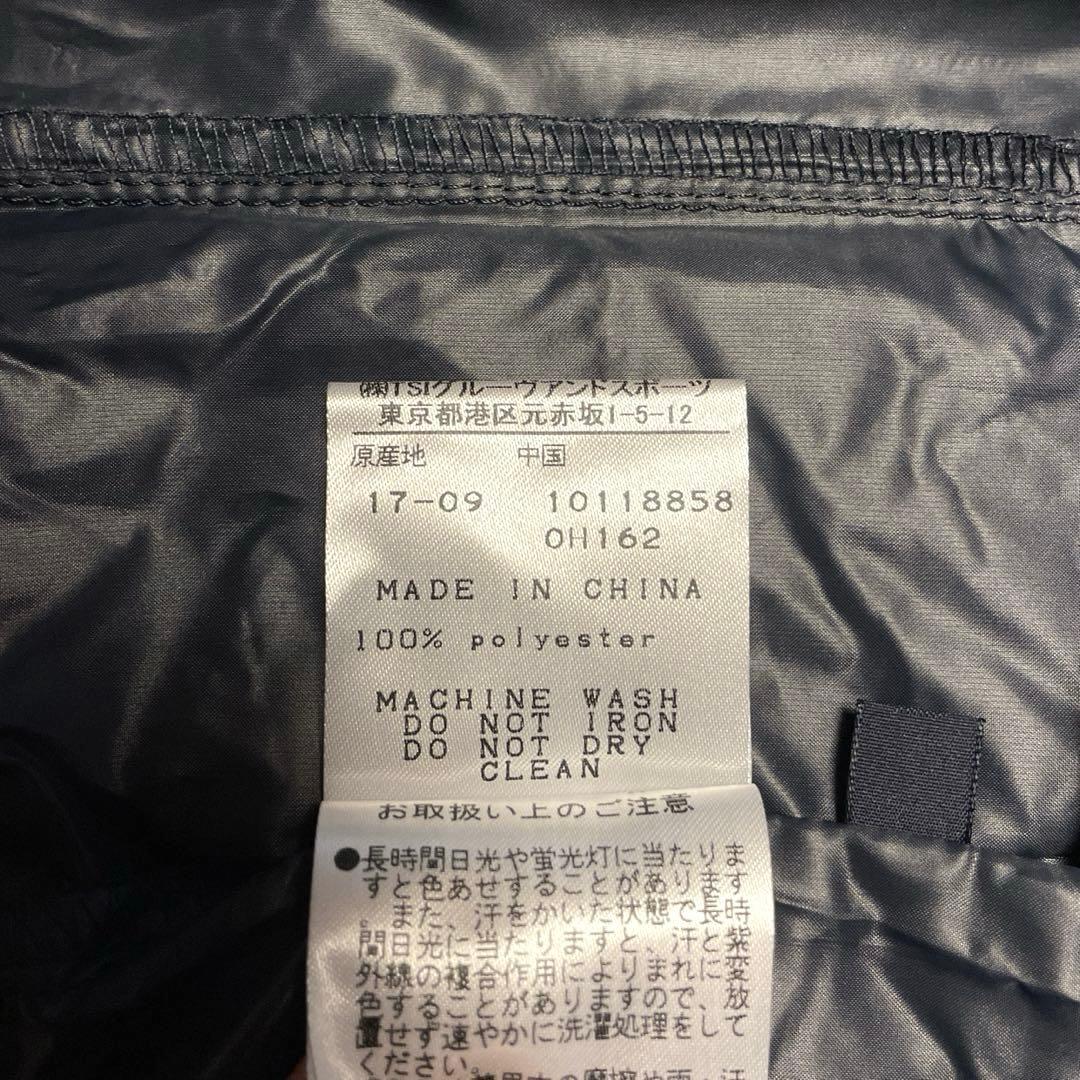 ㈱TSIグルーヴアンドスポーツ
東京都港区元赤坂1-5-12
原産地 中国
17-09 10118858
0H162
MADE IN CHINA
100% polyester
MACHINE WASH
DO NOT IRON
DO NOT DRY
CLEAN
お取扱い上のご注意
●長時間日光や蛍光灯に当たりま
すと色あせすることがあります
。また、汗をかいた状態で長時
間日光に当たりますと、汗と紫
外線の複合作用によりまれに変
色することがありますので、放
置せず速やかに洗濯処理をして
ください。
の摩擦や雨、汗